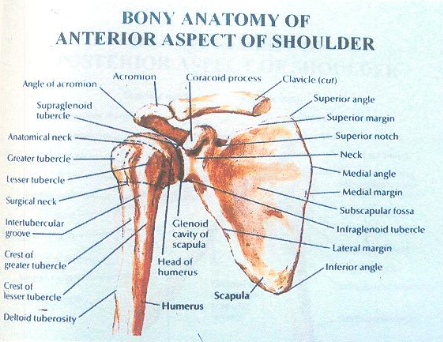 BONY ANATOMY OF
ANTERIOR ASPECT OF SHOULDER
Angle of acromion
Acromion
Coracoid process
Clavicle (cut)
Supraglenoid
tubercle
Anatomical neck
Greater tubercle
Lesser tubercle
Surgical neck
Intertubercular
groove
Crest of
greater tubercle
Crest of
lesser tubercle
Deltoid tuberosity
Glenoid
cavity of
scapula
Head of
humerus
Humerus
Scapula
Superior angle
Superior margin
Superior notch
Neck
Medial angle
Medial margin
Subscapular fossa
Infraglenoid tubercle
Lateral margin
Inferior angle